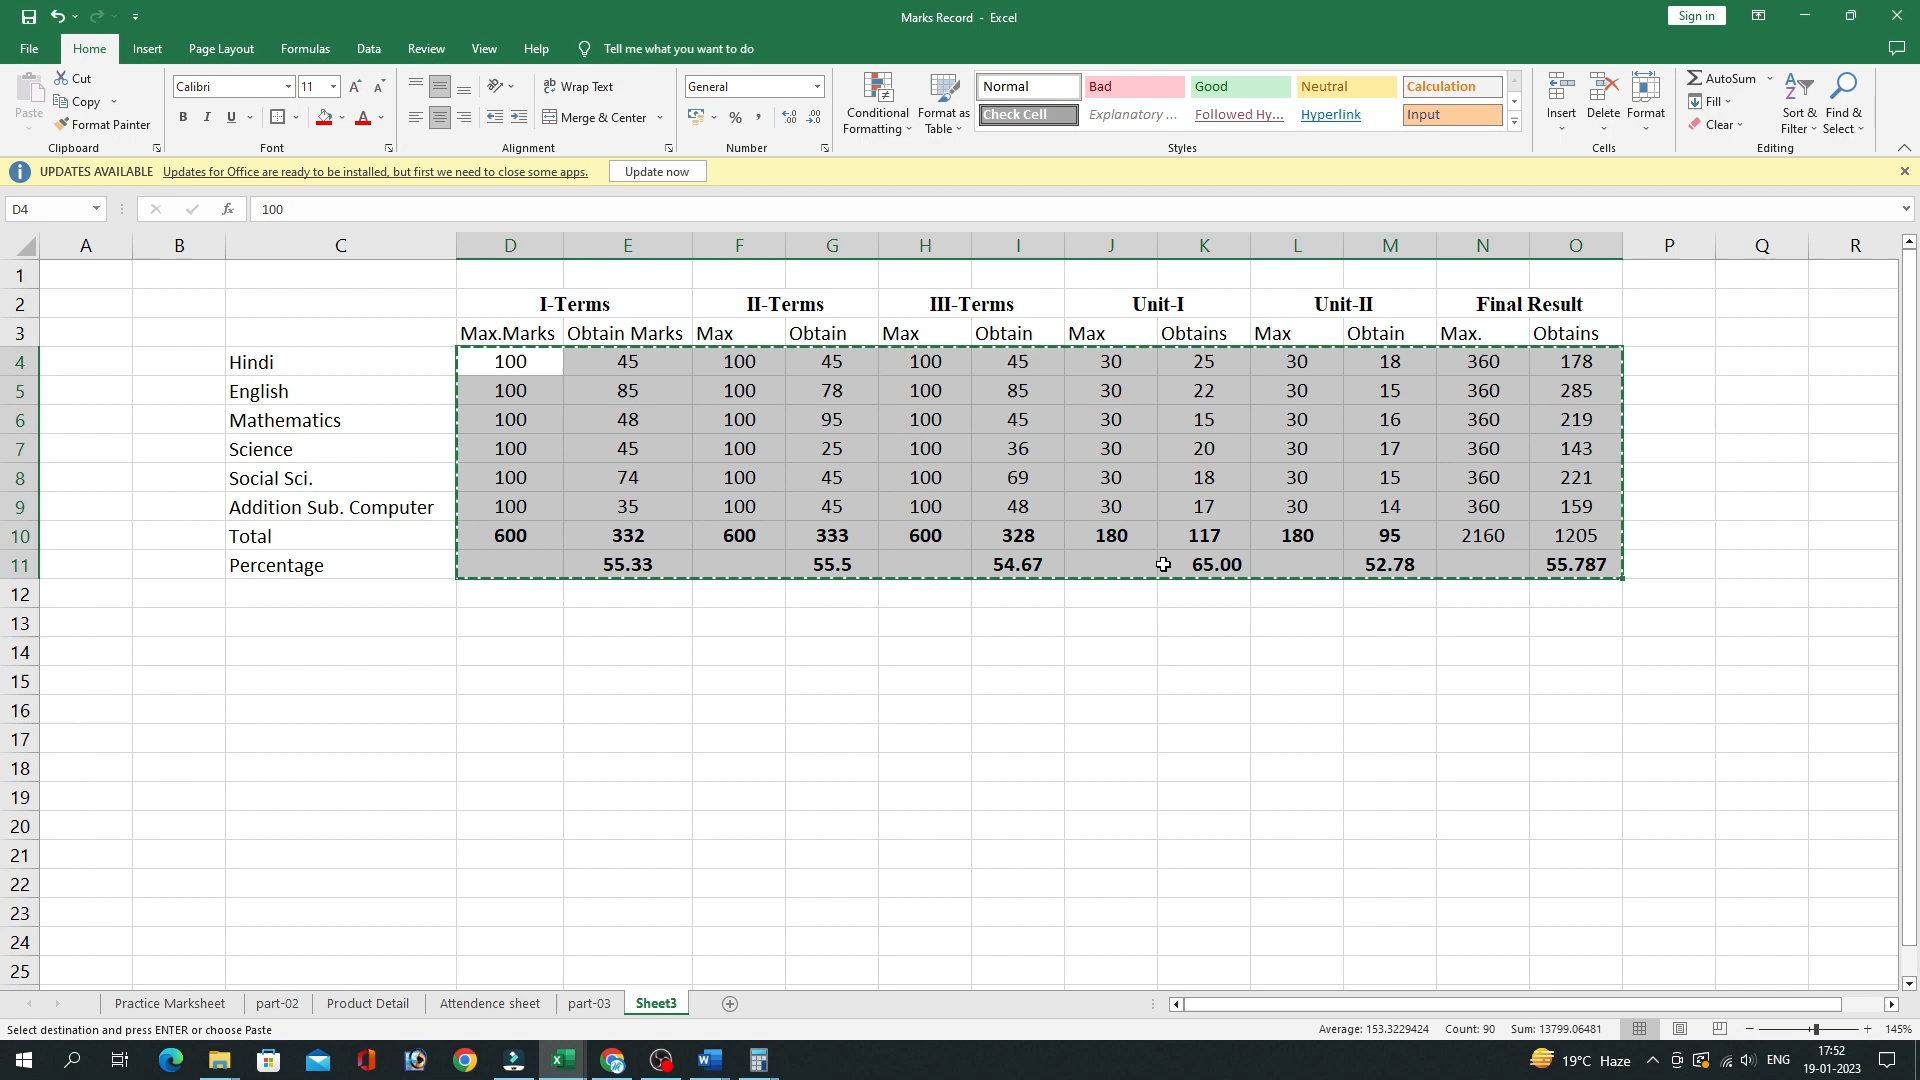 Marks Record - Excel
Sign in
File Home Insert Page Layout Formulas Data Review View Help Tell me what you want to do
Paste
Cut
Copy
Format Painter
Clipboard
Calibri 11
B I U
Font
Wrap Text
Merge & Center
Alignment
General
Number
Conditional Formatting
Format as Table
Normal Bad Good Neutral Calculation
Check Cell Explanatory ... Followed Hy... Hyperlink Input
Styles
Insert Delete Format
Cells
AutoSum
Fill
Clear
Sort & Filter
Find & Select
Editing
UPDATES AVAILABLE Updates for Office are ready to be installed, but first we need to close some apps. Update now
D4 fx 100
A B C D E F G H I J K L M N O P Q R
1
2 I-Terms II-Terms III-Terms Unit-I Unit-II Final Result
3 Max.Marks Obtain Marks Max Obtain Max Obtain Max Obtains Max Obtain Max. Obtains
4 Hindi 100 45 100 45 100 45 30 25 30 18 360 178
5 English 100 85 100 78 100 85 30 22 30 15 360 285
6 Mathematics 100 48 100 95 100 45 30 15 30 16 360 219
7 Science 100 45 100 25 100 36 30 20 30 17 360 143
8 Social Sci. 100 74 100 45 100 69 30 18 30 15 360 221
9 Addition Sub. Computer 100 35 100 45 100 48 30 17 30 14 360 159
10 Total 600 332 600 333 600 328 180 117 180 95 2160 1205
11 Percentage 55.33 55.5 54.67 65.00 52.78 55.787
12
13
14
15
16
17
18
19
20
21
22
23
24
25
Practice Marksheet part-02 Product Detail Attendence sheet part-03 Sheet3
Select destination and press ENTER or choose Paste Average: 153.3229424 Count: 90 Sum: 13799.06481 145%
19°C Haze ENG 17:52
19-01-2023